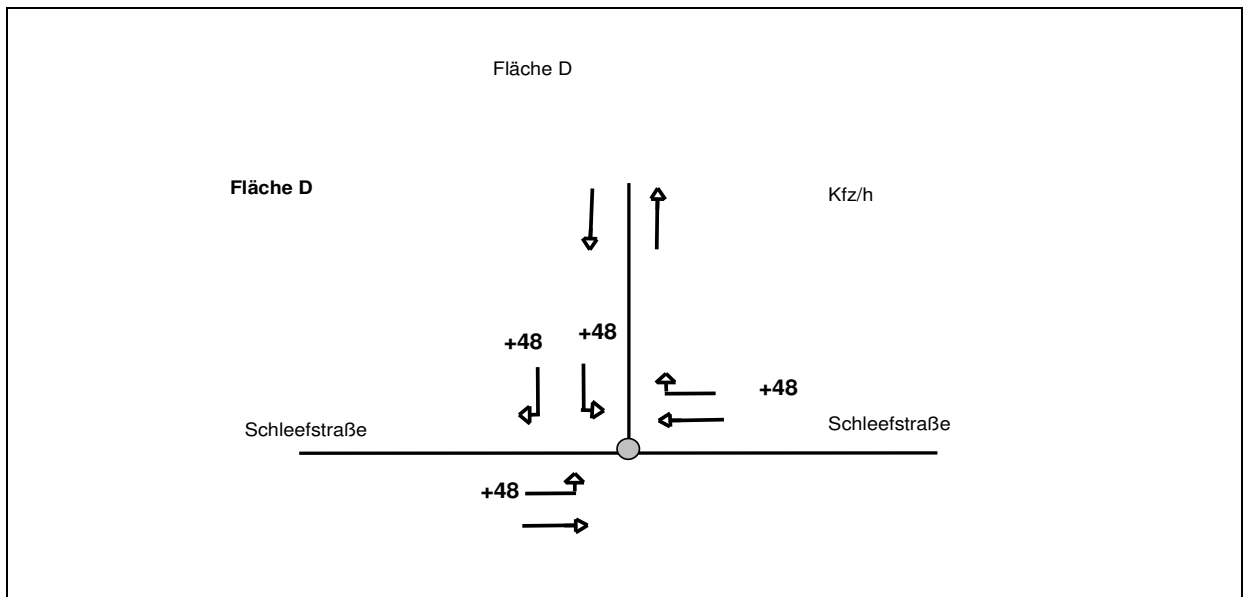 Fläche D
Fläche D
Kfz/h
+48
+48
+48
Schleefstraße
Schleefstraße
+48